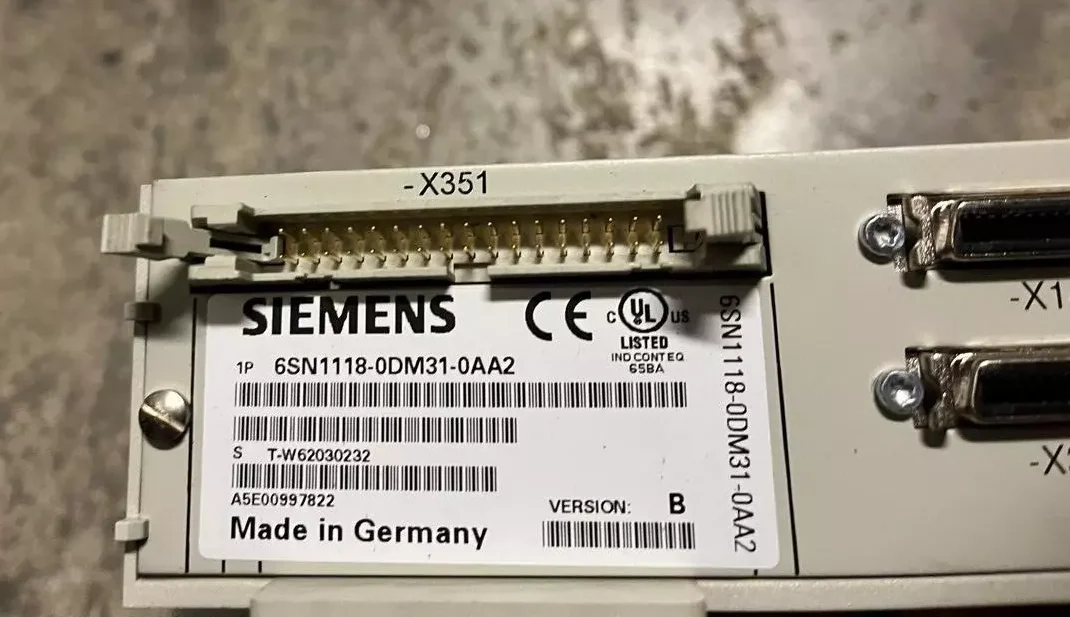 -X351
SIEMENS
CE
C UL US
LISTED
IND CONT EQ
65BA
1P 6SN1118-0DM31-0AA2
S T-W62030232
A5E00997822
VERSION: B
Made in Germany
6SN1118-0DM31-0AA2
-X1
-X